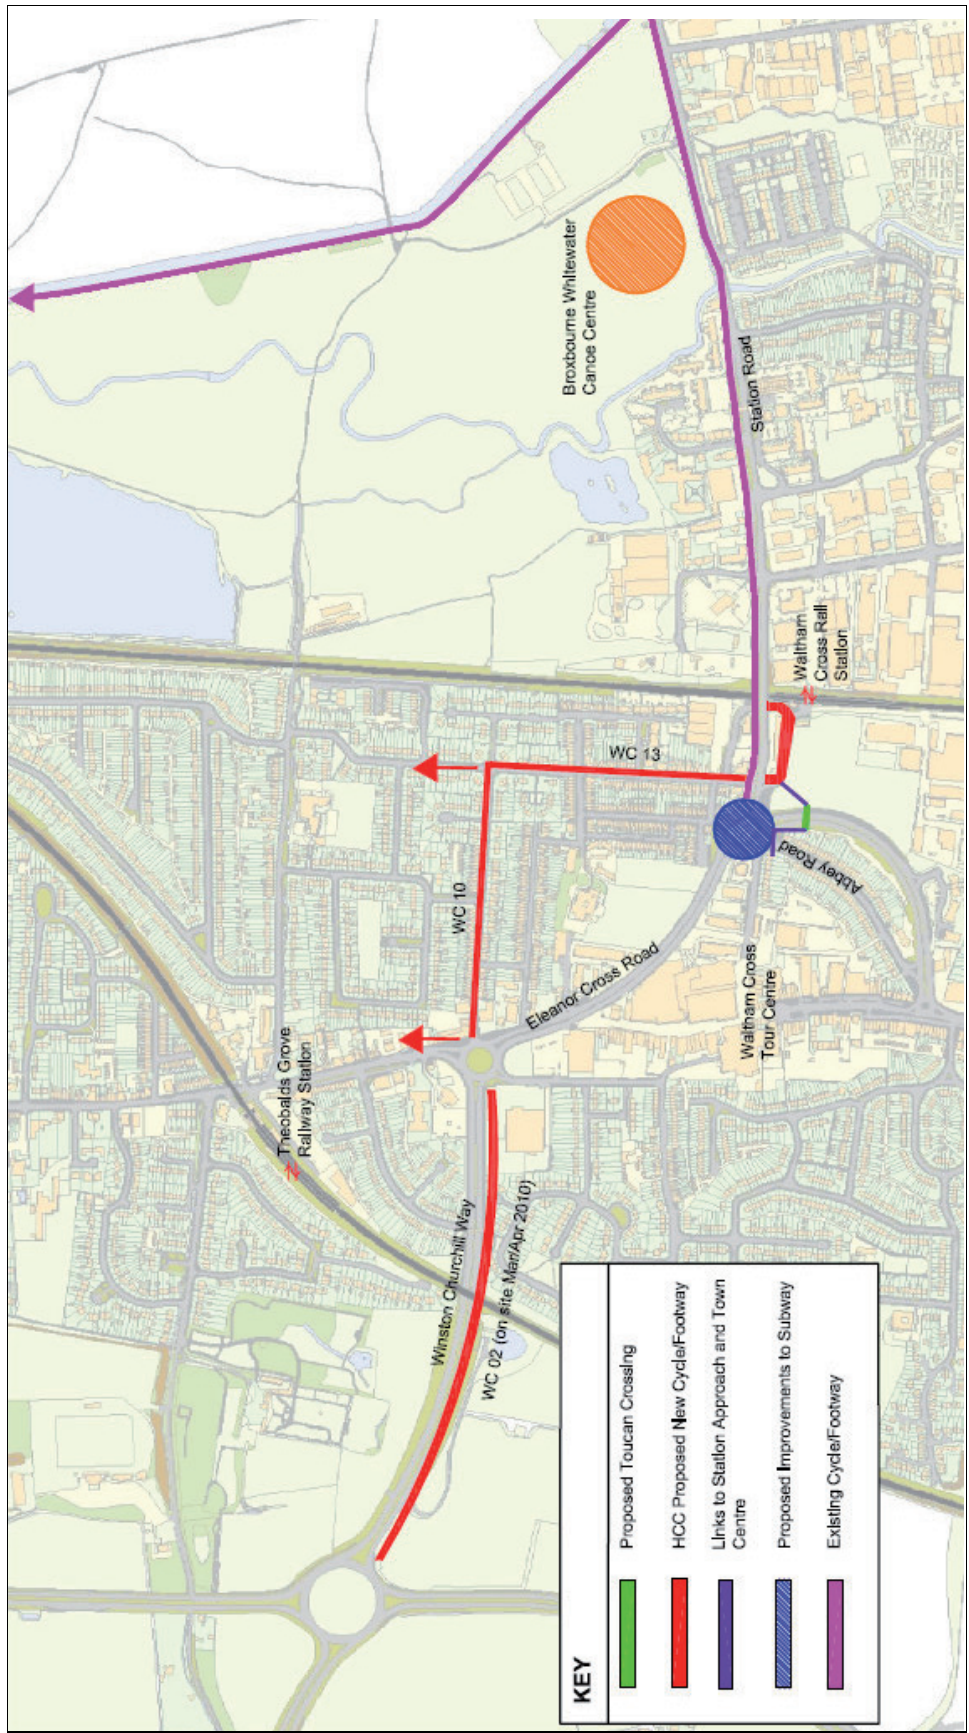 Broxbourne Whitewater
Canoe Centre
Station Road
Waltham
Cross Rail
Station
WC 13
WC 10
Abbey Road
Eleanor Cross Road
Waltham Cross
Tour Centre
Theobalds Grove
Railway Station
Winston Churchill Way
WC 02 (on site Mar/Apr 2010)
KEY
Proposed Toucan Crossing
HCC Proposed New Cycle/Footway
Links to Station Approach and Town
Centre
Proposed Improvements to Subway
Existing Cycle/Footway